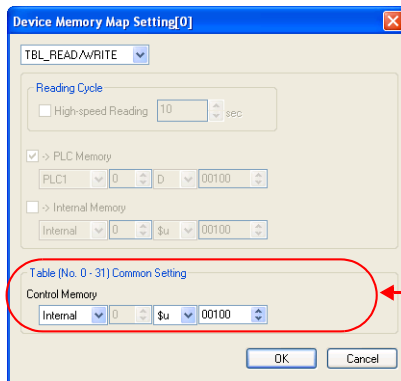 Device Memory Map Setting[0]
TBL_READ/WRITE
Reading Cycle
High-speed Reading 10 sec
-> PLC Memory
PLC1 0 D 00100
-> Internal Memory
Internal 0 $u 00100
Table (No. 0 - 31) Common Setting
Control Memory
Internal 0 $u 00100
OK Cancel